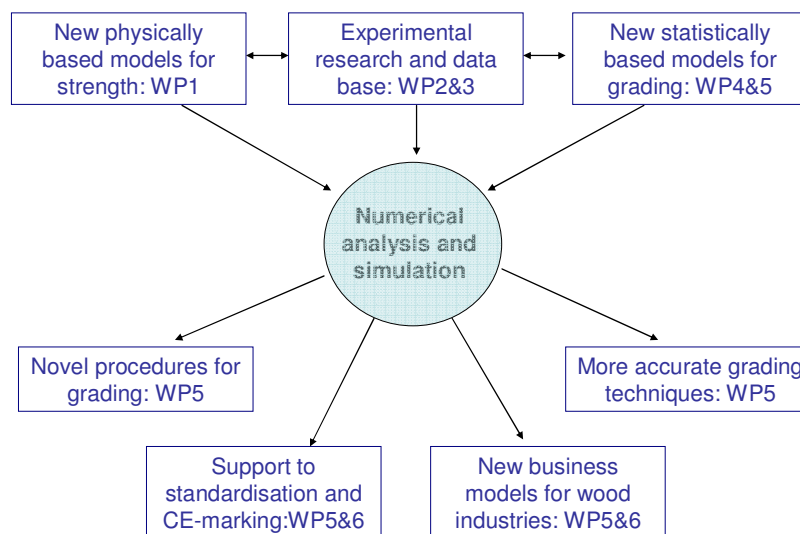 New physically
based models for
strength: WP1
Experimental
research and data
base: WP2&3
New statistically
based models for
grading: WP4&5
Numerical
analysis and
simulation
Novel procedures for
grading: WP5
More accurate grading
techniques: WP5
Support to
standardisation and
CE-marking:WP5&6
New business
models for wood
industries: WP5&6